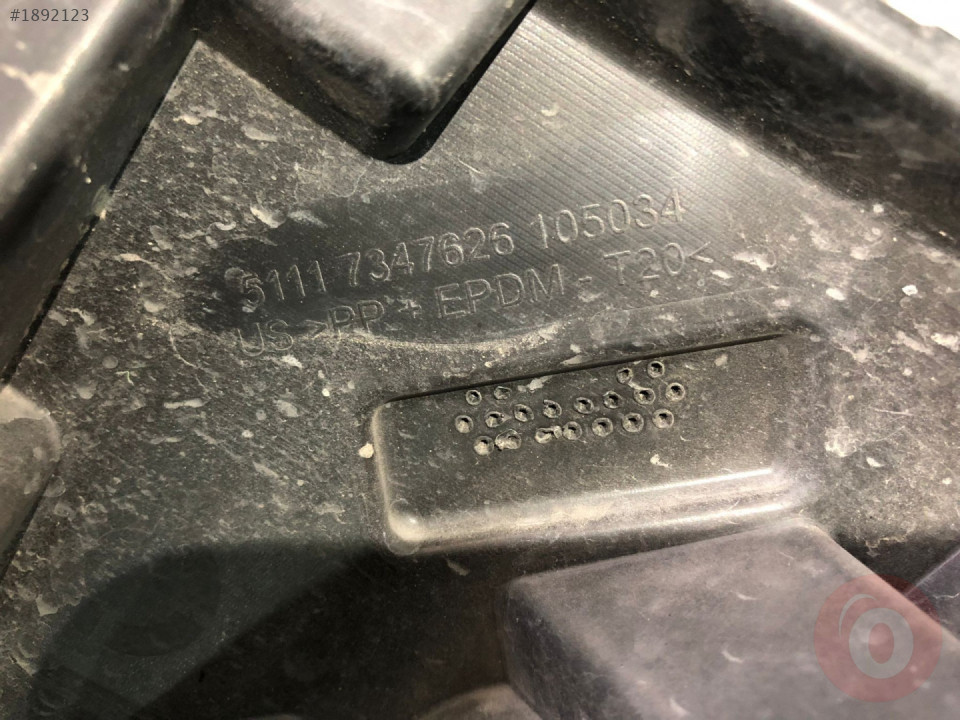 #1892123
5111 7347626 105034
US >PP + EPDM - T20<